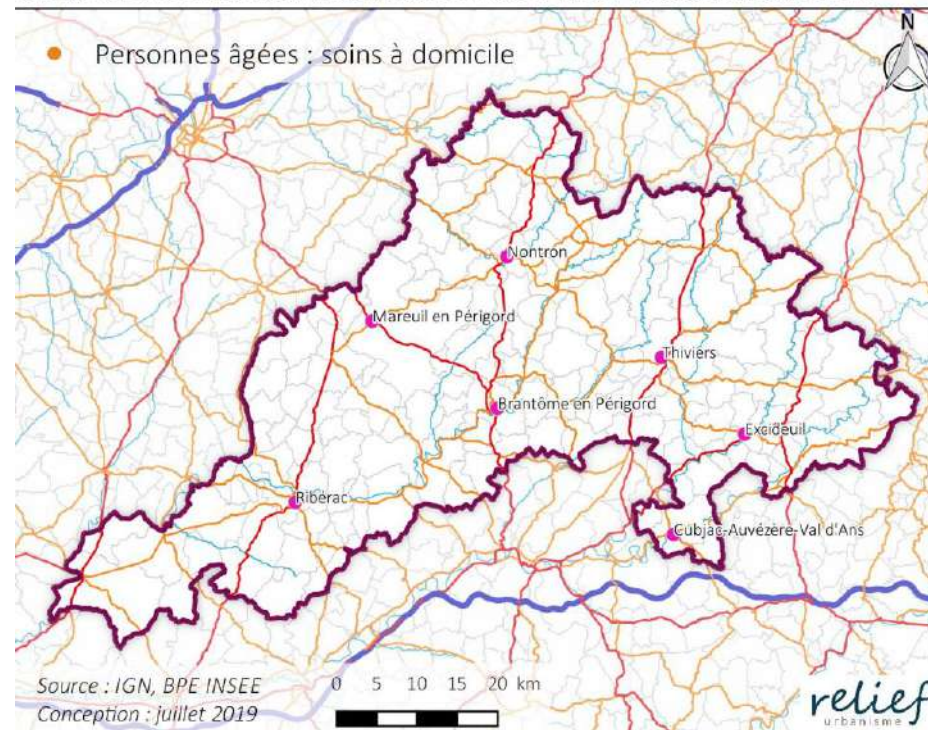 N
Personnes âgées : soins à domicile
Nontron
Mareuil en Périgord
Thiviers
Brantôme en Périgord
Excideuil
Ribérac
Cubjac-Auvézère-Val d'Ans
Source : IGN, BPE INSEE
0 5 10 15 20 km
Conception : juillet 2019
relief
urbanisme